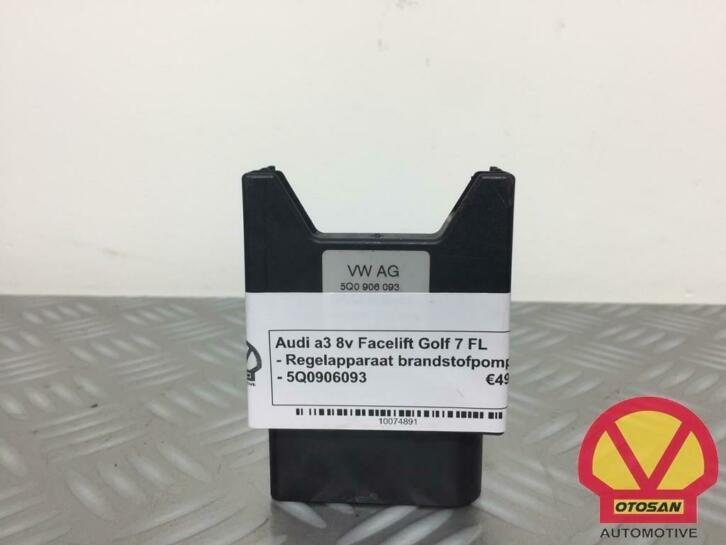 VW AG
5Q0 906 093
Audi a3 8v Facelift Golf 7 FL
- Regelapparaat brandstofpomp
- 5Q0906093 €49
10074891
OTOSAN
AUTOMOTIVE